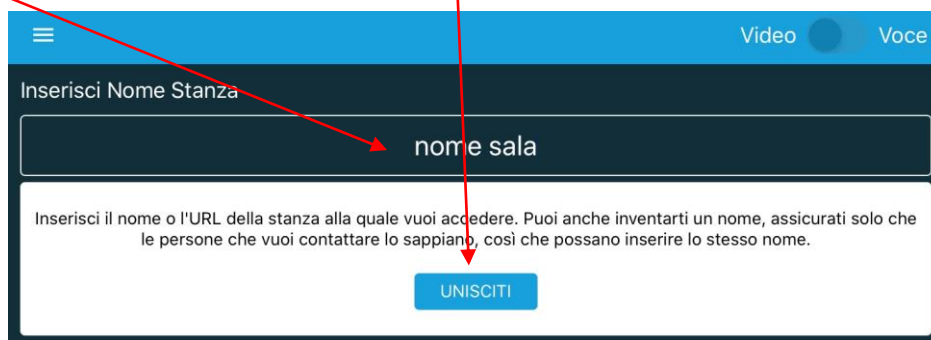 Video Voce
Inserisci Nome Stanza
nome sala
Inserisci il nome o l'URL della stanza alla quale vuoi accedere. Puoi anche inventarti un nome, assicurati solo che
le persone che vuoi contattare lo sappiano, così che possano inserire lo stesso nome.
UNISCITI